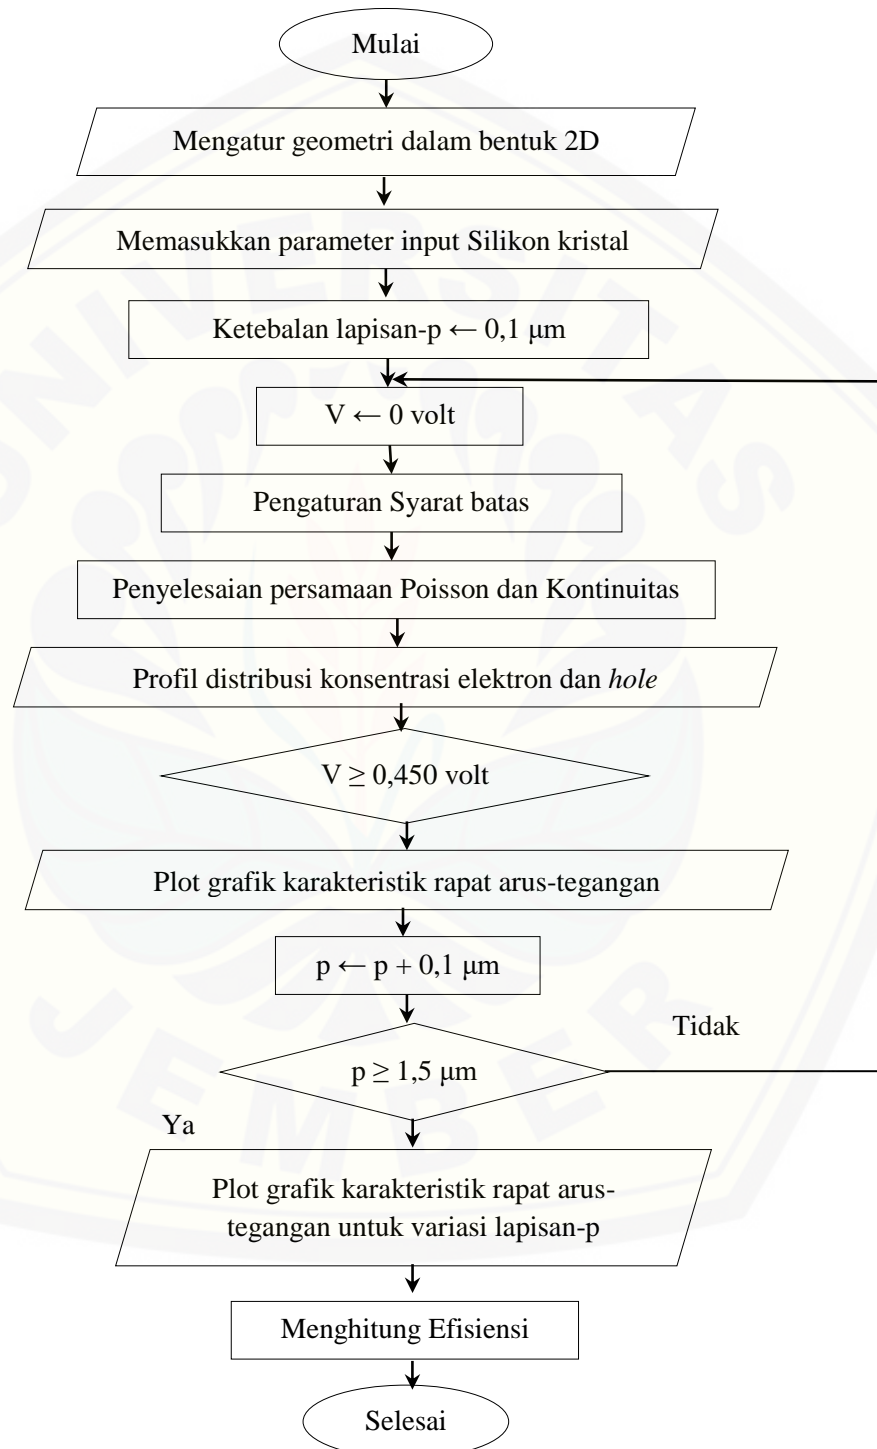 Mulai
Mengatur geometri dalam bentuk 2D
Memasukkan parameter input Silikon kristal
Ketebalan lapisan-p ← 0,1 μm
V ← 0 volt
Pengaturan Syarat batas
Penyelesaian persamaan Poisson dan Kontinuitas
Profil distribusi konsentrasi elektron dan hole
V ≥ 0,450 volt
Plot grafik karakteristik rapat arus-tegangan
p ← p + 0,1 μm
Tidak
p ≥ 1,5 μm
Ya
Plot grafik karakteristik rapat arus-
tegangan untuk variasi lapisan-p
Menghitung Efisiensi
Selesai
UNIVERSITAS
JEMBER